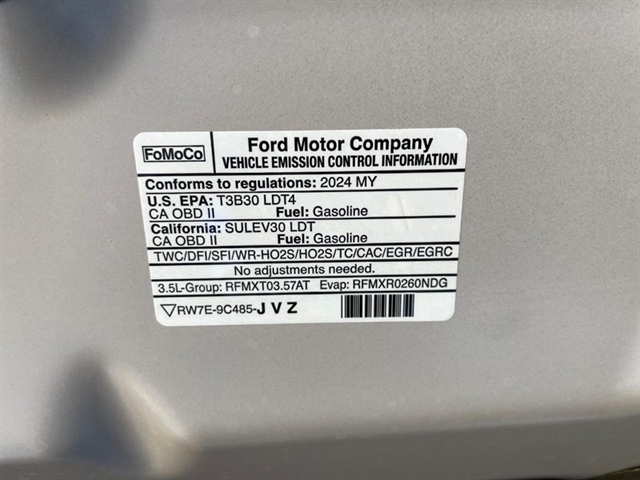 FoMoCo
Ford Motor Company
VEHICLE EMISSION CONTROL INFORMATION
Conforms to regulations: 2024 MY
U.S. EPA: T3B30 LDT4
CA OBD II Fuel: Gasoline
California: SULEV30 LDT
CA OBD II Fuel: Gasoline
TWC/DFI/SFI/WR-HO2S/HO2S/TC/CAC/EGR/EGRC
No adjustments needed.
3.5L-Group: RFMXT03.57AT Evap: RFMXR0260NDG
RW7E-9C485-J V Z